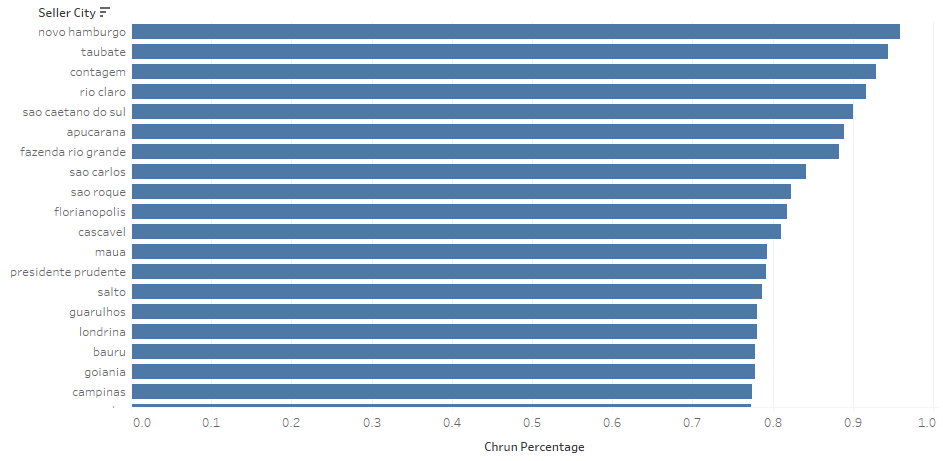 Seller City
novo hamburgo
taubate
contagem
rio claro
sao caetano do sul
apucarana
fazenda rio grande
sao carlos
sao roque
florianopolis
cascavel
maua
presidente prudente
salto
guarulhos
londrina
bauru
goiania
campinas
0.0 0.1 0.2 0.3 0.4 0.5 0.6 0.7 0.8 0.9 1.0
Chrun Percentage